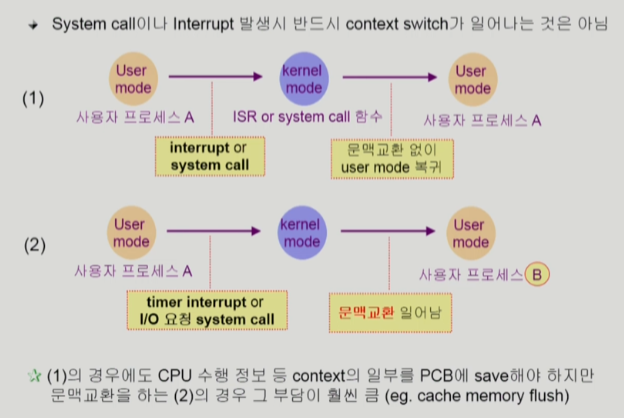 System call이나 Interrupt 발생시 반드시 context switch가 일어나는 것은 아님
(1)
User mode
kernel mode
User mode
사용자 프로세스 A
ISR or system call 함수
사용자 프로세스 A
interrupt or
system call
문맥교환 없이
user mode 복귀
(2)
User mode
kernel mode
User mode
사용자 프로세스 A
사용자 프로세스 B
timer interrupt or
I/O 요청 system call
문맥교환 일어남
(1)의 경우에도 CPU 수행 정보 등 context의 일부를 PCB에 save해야 하지만
문맥교환을 하는 (2)의 경우 그 부담이 훨씬 큼 (eg. cache memory flush)